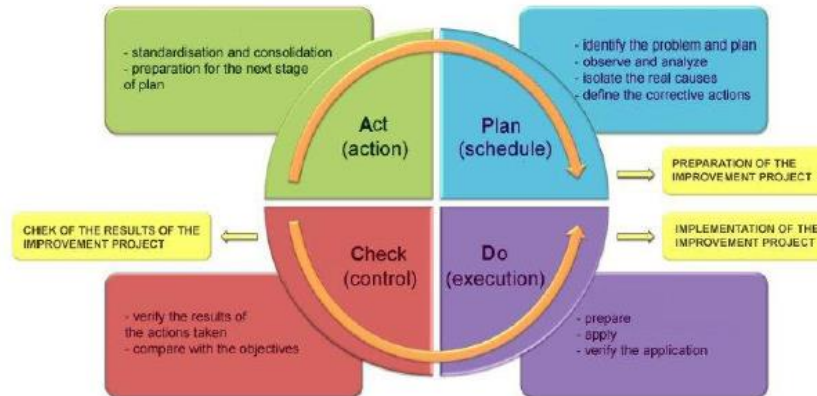 - standardisation and consolidation
- preparation for the next stage
of plan
- identify the problem and plan
- observe and analyze
- isolate the real causes
- define the corrective actions
Act
(action)
Plan
(schedule)
PREPARATION OF THE
IMPROVEMENT PROJECT
CHEK OF THE RESULTS OF THE
IMPROVEMENT PROJECT
IMPLEMENTATION OF THE
IMPROVEMENT PROJECT
Check
(control)
Do
(execution)
- verify the results of
the actions taken
- compare with the objectives
- prepare
- apply
- verify the application